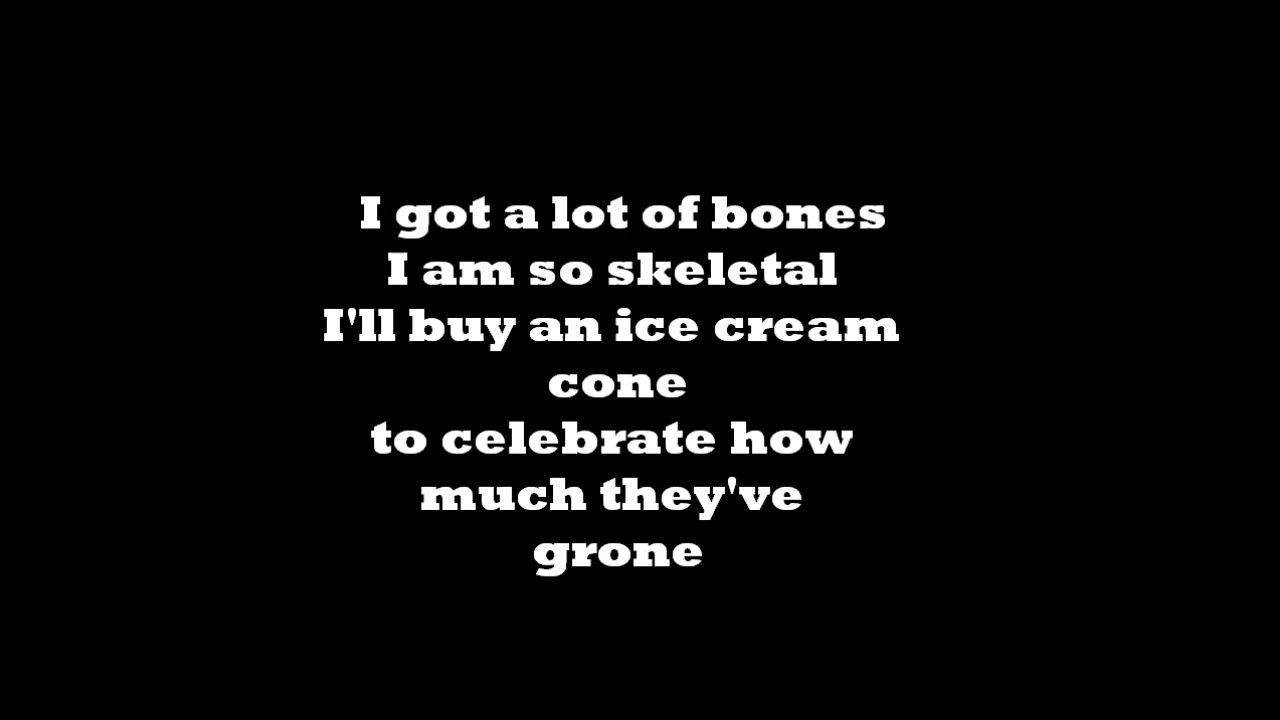 I got a lot of bones
I am so skeletal
I'll buy an ice cream
cone
to celebrate how
much they've
grone